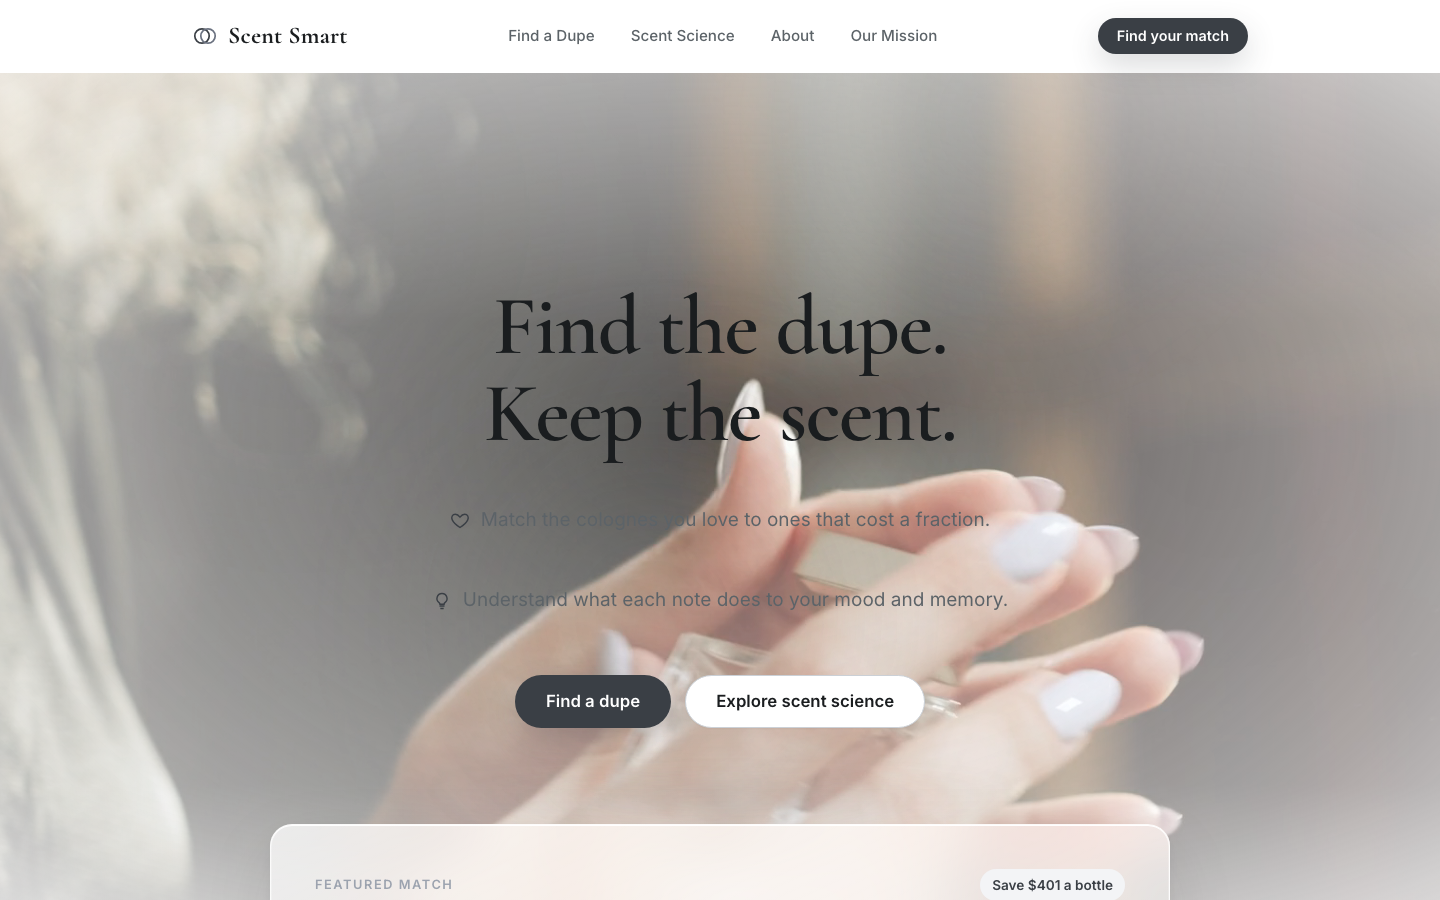 Scent Smart
Find a Dupe
Scent Science
About
Our Mission
Find your match
Find the dupe.
Keep the scent.
Match the colognes you love to ones that cost a fraction.
Understand what each note does to your mood and memory.
Find a dupe
Explore scent science
FEATURED MATCH
Save $401 a bottle